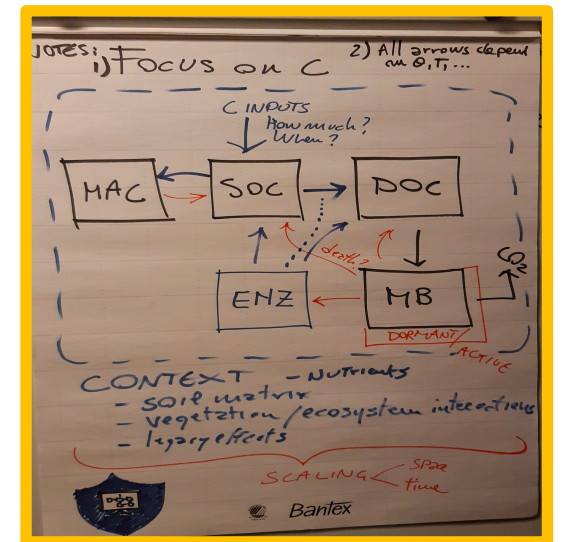 NOTES:
1) FOCUS ON C
2) All arrows depend
on θ, T, ...
C INPUTS
How much?
When?
MAC
SOC
DOC
death?
CO2
ENZ
MB
DORMANT/
ACTIVE
CONTEXT - NUTRIENTS
- soil matrix
- vegetation/ecosystem interactions
- legacy effects
SCALING
space
time
Bantex